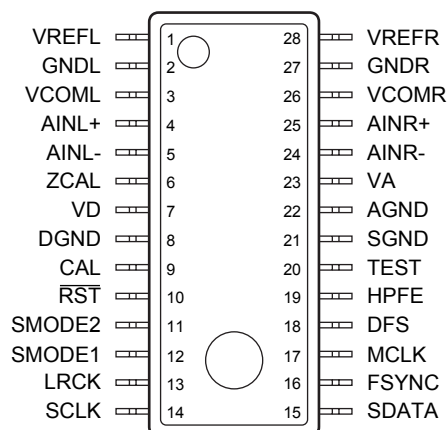 VREFL 1 28 VREFR
GNDL 2 27 GNDR
VCOML 3 26 VCOMR
AINL+ 4 25 AINR+
AINL- 5 24 AINR-
ZCAL 6 23 VA
VD 7 22 AGND
DGND 8 21 SGND
CAL 9 20 TEST
RST 10 19 HPFE
SMODE2 11 18 DFS
SMODE1 12 17 MCLK
LRCK 13 16 FSYNC
SCLK 14 15 SDATA